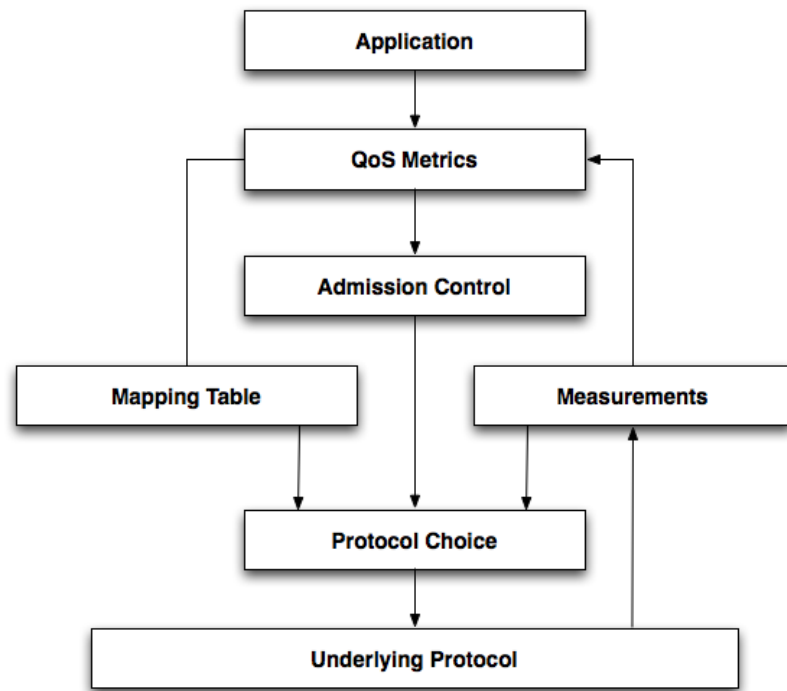 Application
QoS Metrics
Admission Control
Mapping Table
Measurements
Protocol Choice
Underlying Protocol